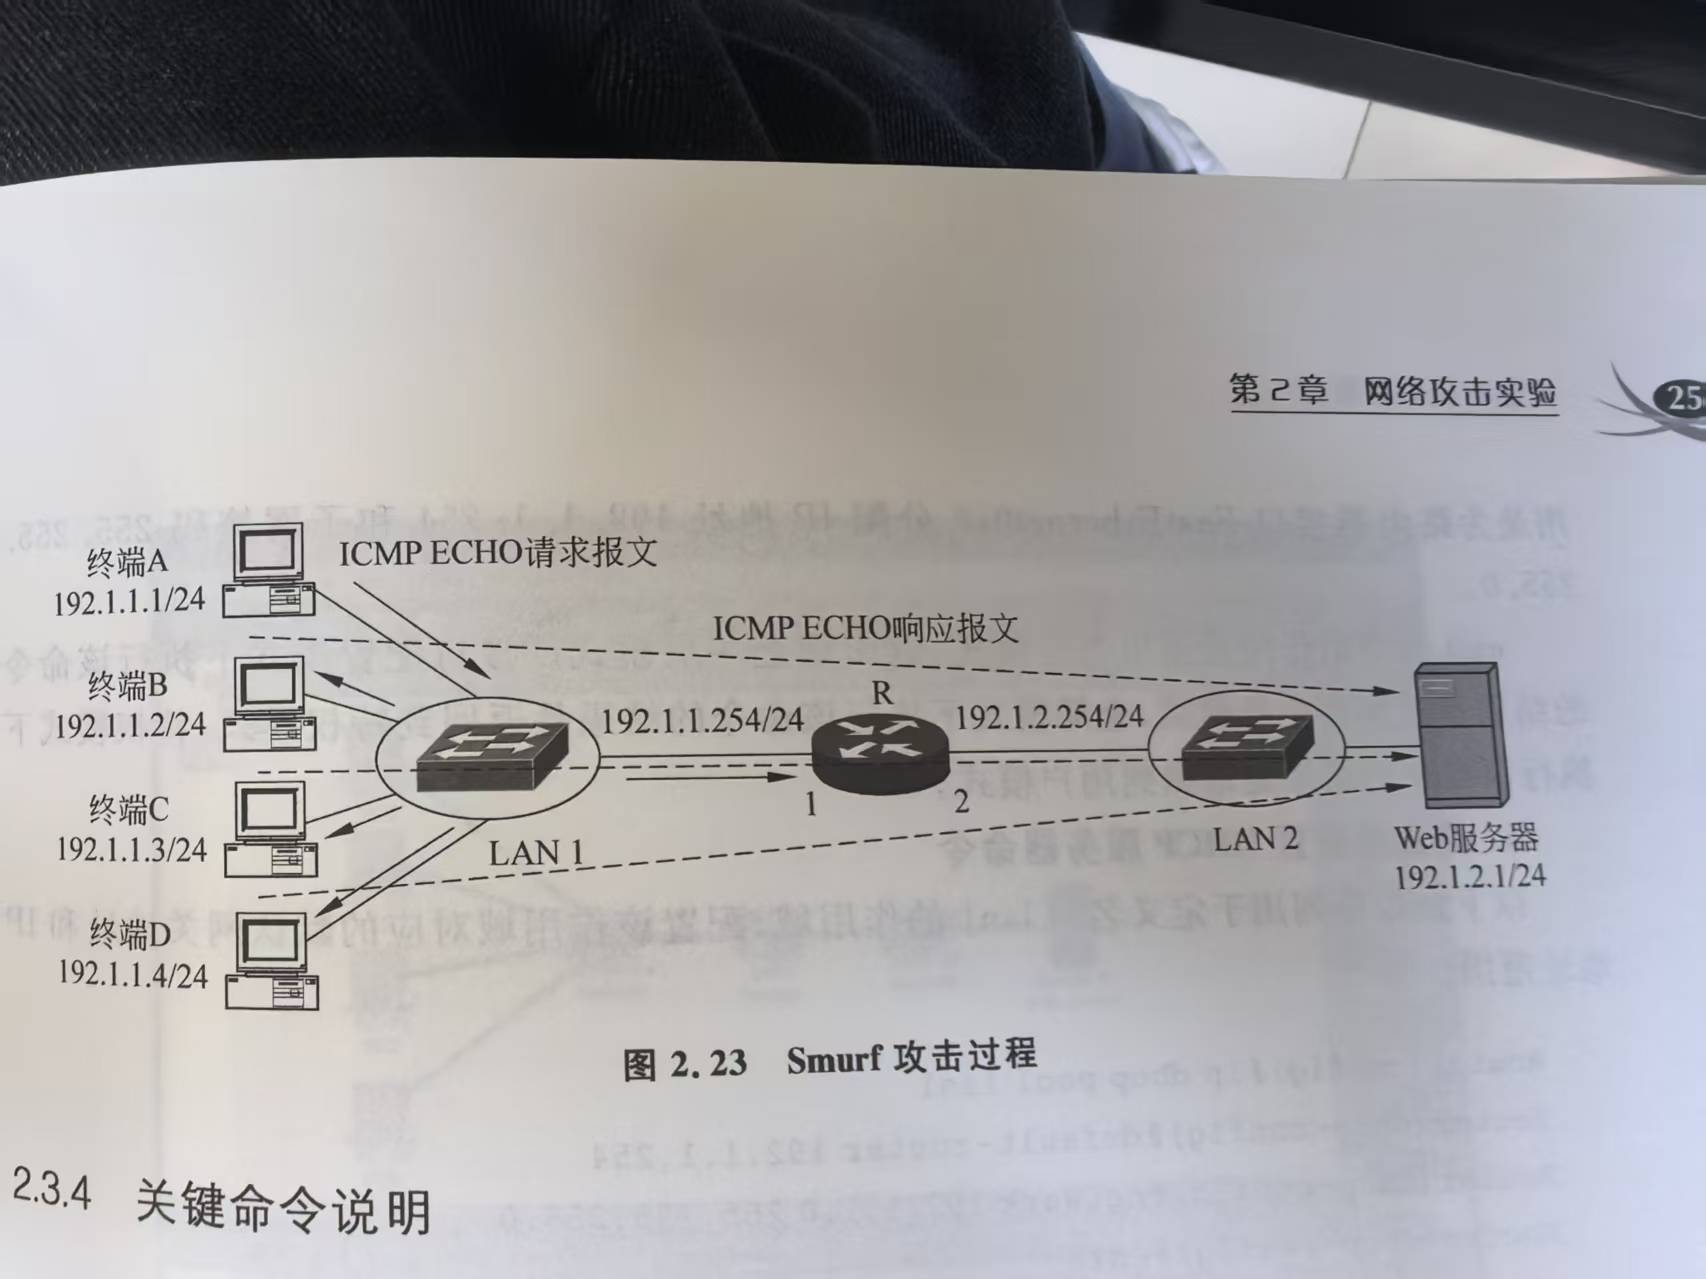 第2章 网络攻击实验 25
终端A
192.1.1.1/24
ICMP ECHO请求报文
ICMP ECHO响应报文
终端B
192.1.1.2/24
192.1.1.254/24
R
192.1.2.254/24
终端C
192.1.1.3/24
1
2
LAN 1
LAN 2
Web服务器
192.1.2.1/24
终端D
192.1.1.4/24
图 2.23 Smurf 攻击过程
2.3.4 关键命令说明